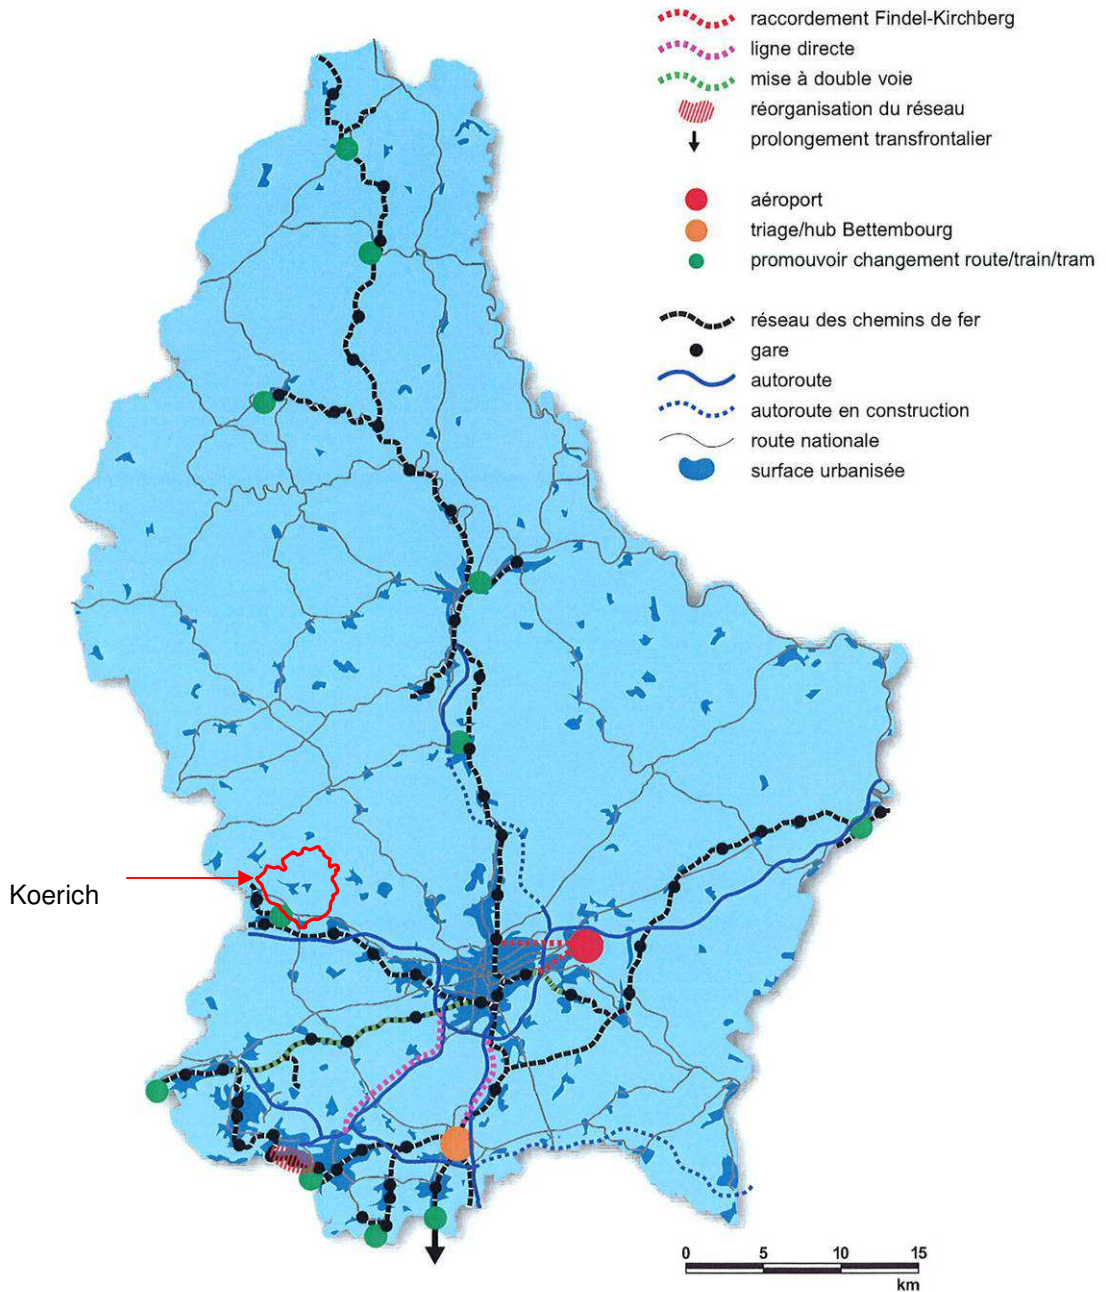 raccordement Findel-Kirchberg
ligne directe
mise à double voie
réorganisation du réseau
prolongement transfrontalier
aéroport
triage/hub Bettembourg
promouvoir changement route/train/tram
réseau des chemins de fer
gare
autoroute
autoroute en construction
route nationale
surface urbanisée
Koerich
0 5 10 15
km